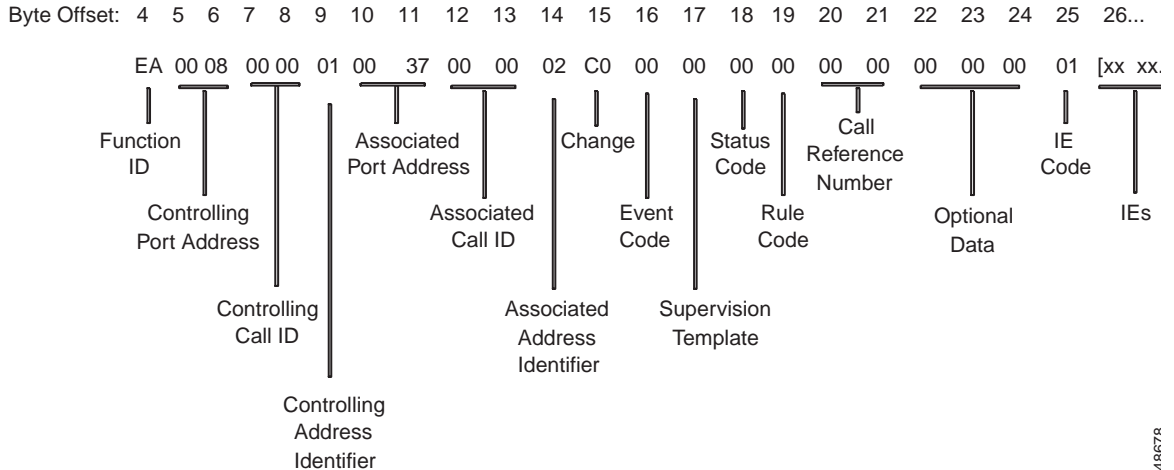 Byte Offset: 4 5 6 7 8 9 10 11 12 13 14 15 16 17 18 19 20 21 22 23 24 25 26...
EA 00 08 00 00 01 00 37 00 00 02 C0 00 00 00 00 00 00 00 00 00 01 [xx xx.
Function
ID
Associated
Port Address
Change
Status
Code
Call
Reference
Number
IE
Code
Controlling
Port Address
Associated
Call ID
Event
Code
Rule
Code
Optional
Data
IEs
Controlling
Call ID
Associated
Address
Identifier
Supervision
Template
Controlling
Address
Identifier
48678